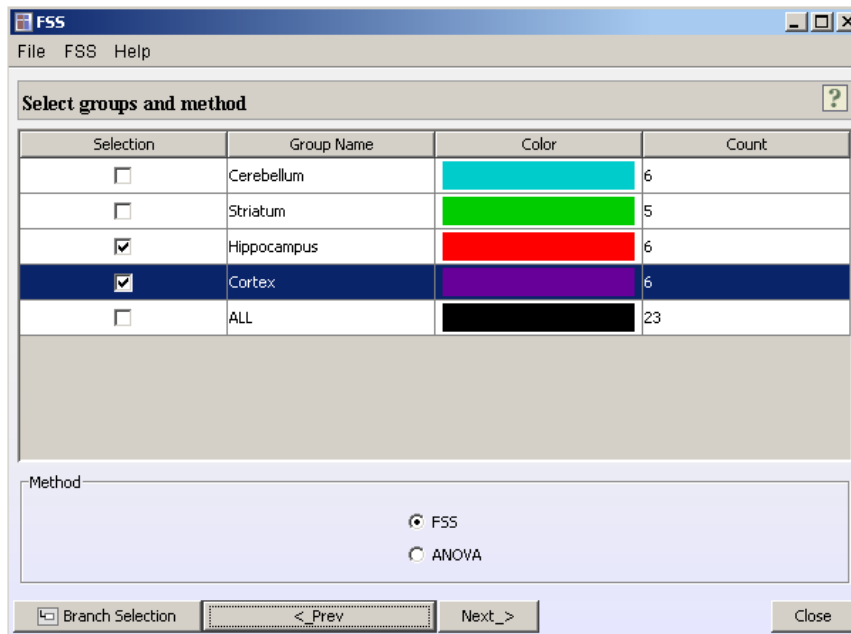 FSS
File FSS Help
Select groups and method ?
Selection Group Name Color Count
Cerebellum 6
Striatum 5
Hippocampus 6
Cortex 6
ALL 23
Method
FSS
ANOVA
Branch Selection <_Prev Next_> Close